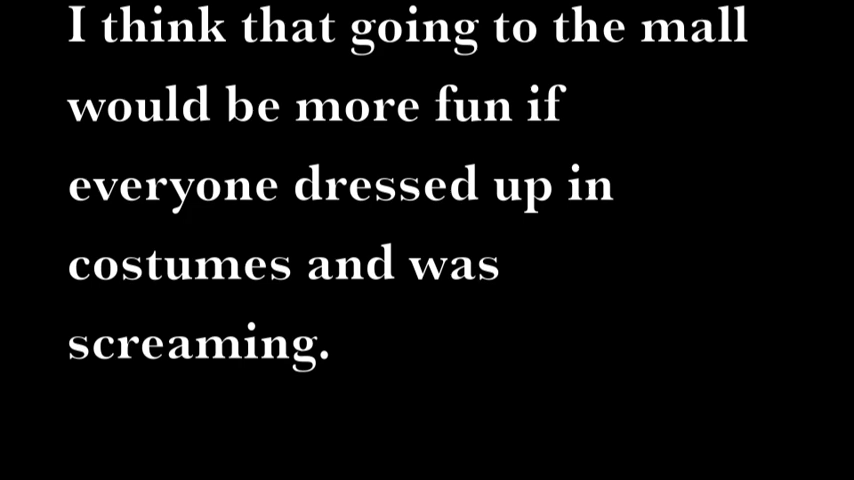 I think that going to the mall
would be more fun if
everyone dressed up in
costumes and was
screaming.